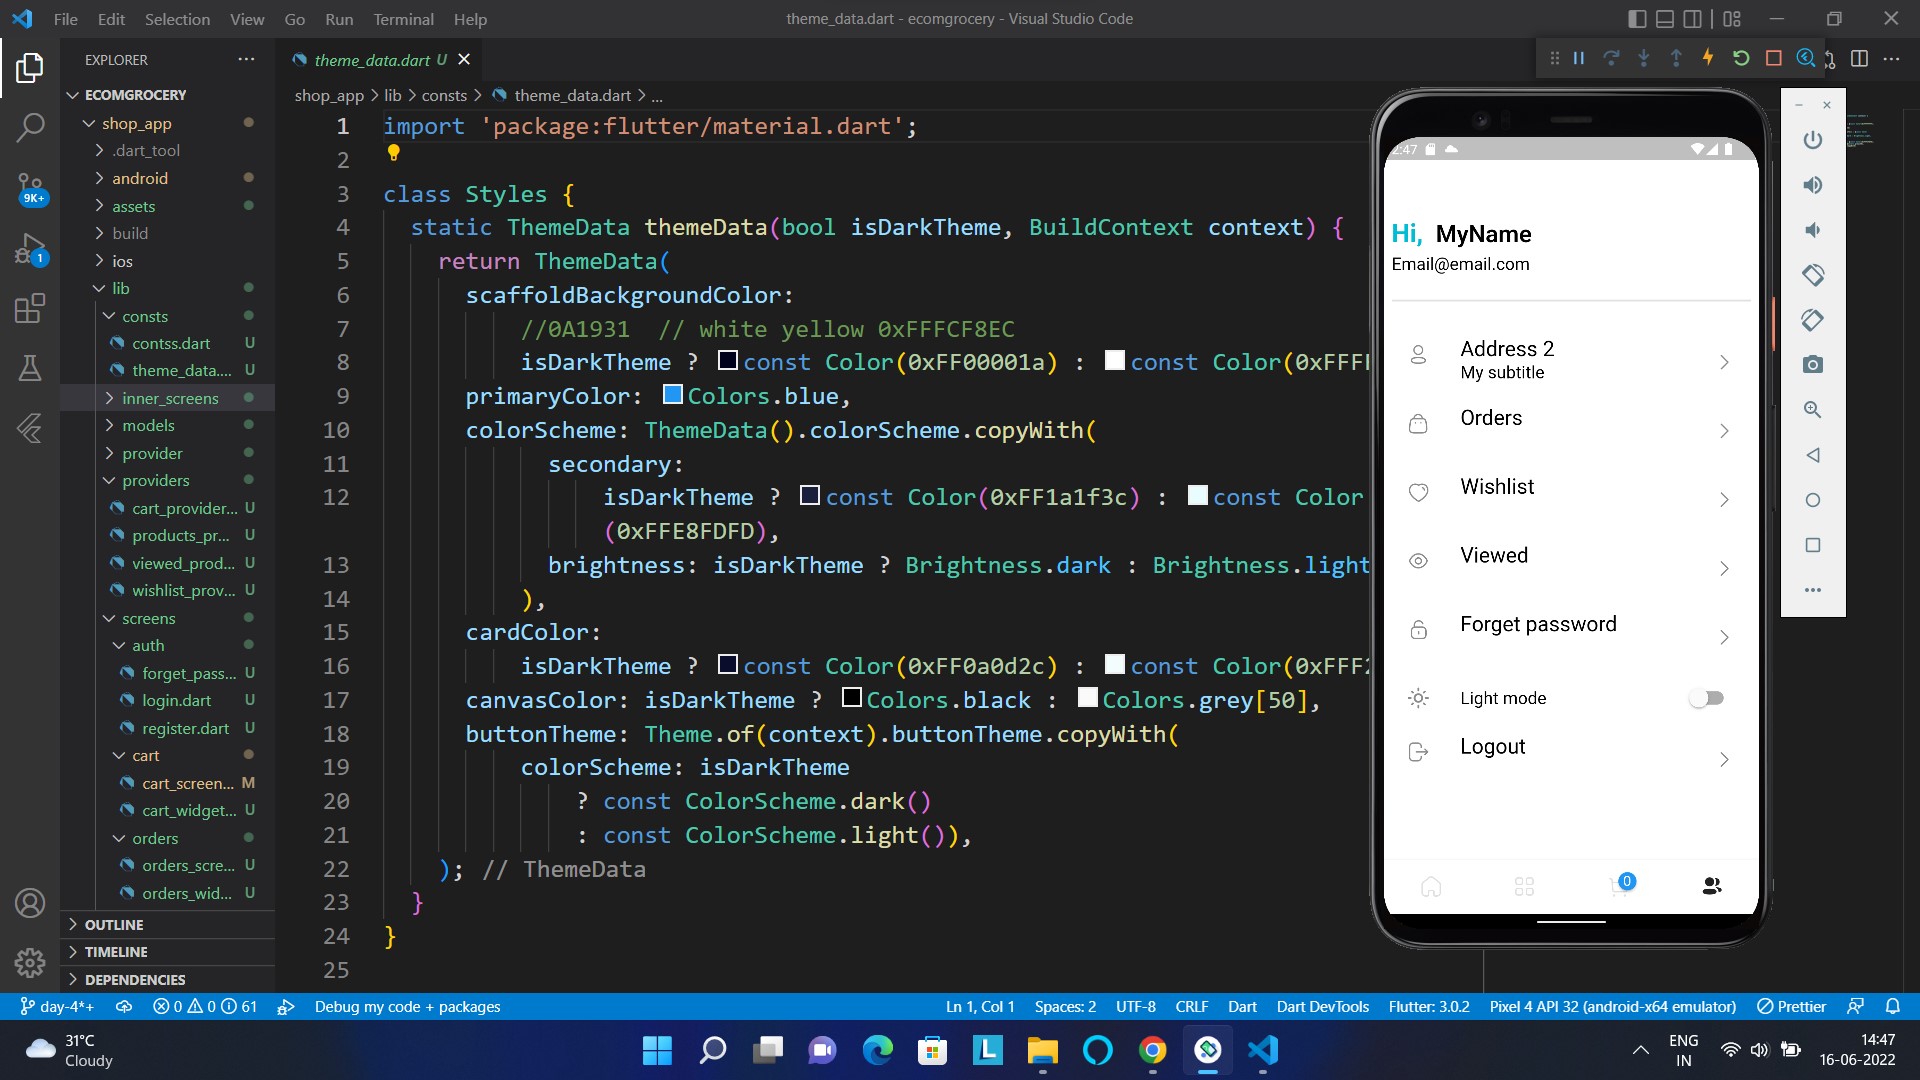 File Edit Selection View Go Run Terminal Help
theme_data.dart - ecomgrocery - Visual Studio Code
EXPLORER
ECOMGROCERY
shop_app
.dart_tool
android
assets
build
ios
lib
consts
contss.dart U
theme_data.... U
inner_screens
models
provider
providers
cart_provider... U
products_pr... U
viewed_prod... U
wishlist_prov... U
screens
auth
forget_pass... U
login.dart U
register.dart U
cart
cart_screen... M
cart_widget... U
orders
orders_scre... U
orders_wid... U
OUTLINE
TIMELINE
DEPENDENCIES
9K+
1
theme_data.dart U
shop_app > lib > consts > theme_data.dart > ...
1 import 'package:flutter/material.dart';
2
3 class Styles {
4 static ThemeData themeData(bool isDarkTheme, BuildContext context) {
5 return ThemeData(
6 scaffoldBackgroundColor:
7 //0A1931 // white yellow 0xFFFCF8EC
8 isDarkTheme ? const Color(0xFF00001a) : const Color(0xFFFF
9 primaryColor: Colors.blue,
10 colorScheme: ThemeData().colorScheme.copyWith(
11 secondary:
12 isDarkTheme ? const Color(0xFF1a1f3c) : const Color
(0xFFE8FDFD),
13 brightness: isDarkTheme ? Brightness.dark : Brightness.light
14 ),
15 cardColor:
16 isDarkTheme ? const Color(0xFF0a0d2c) : const Color(0xFFF2
17 canvasColor: isDarkTheme ? Colors.black : Colors.grey[50],
18 buttonTheme: Theme.of(context).buttonTheme.copyWith(
19 colorScheme: isDarkTheme
20 ? const ColorScheme.dark()
21 : const ColorScheme.light()),
22 ); // ThemeData
23 }
24 }
25
2:47
Hi, MyName
Email@email.com
Address 2
My subtitle
Orders
Wishlist
Viewed
Forget password
Light mode
Logout
0
day-4*+ 0 0 61 Debug my code + packages
Ln 1, Col 1 Spaces: 2 UTF-8 CRLF Dart Dart DevTools Flutter: 3.0.2 Pixel 4 API 32 (android-x64 emulator) Prettier
31°C
Cloudy
L
ENG
IN
14:47
16-06-2022